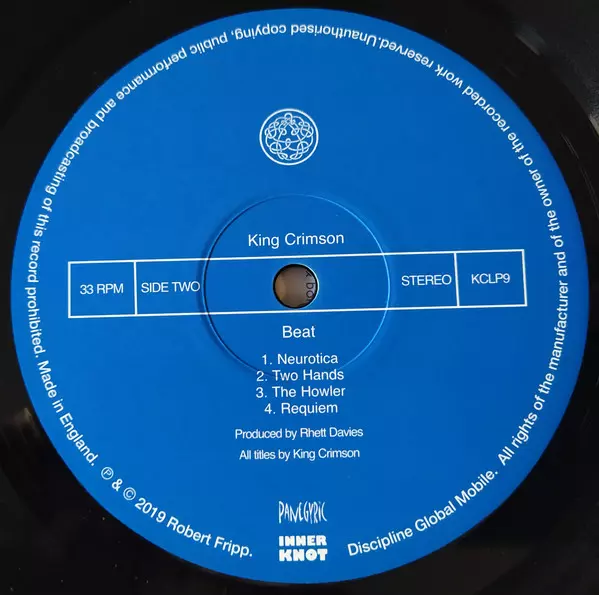 King Crimson
33 RPM
SIDE TWO
STEREO
KCLP9
Beat
1. Neurotica
2. Two Hands
3. The Howler
4. Requiem
Produced by Rhett Davies
All titles by King Crimson
PANEGYRIC
INNER
KNOT
℗ & © 2019 Robert Fripp. Discipline Global Mobile. All rights of the manufacturer and of the owner of the recorded work reserved.Unauthorised copying, public performance and broadcasting of this record prohibited. Made in England.